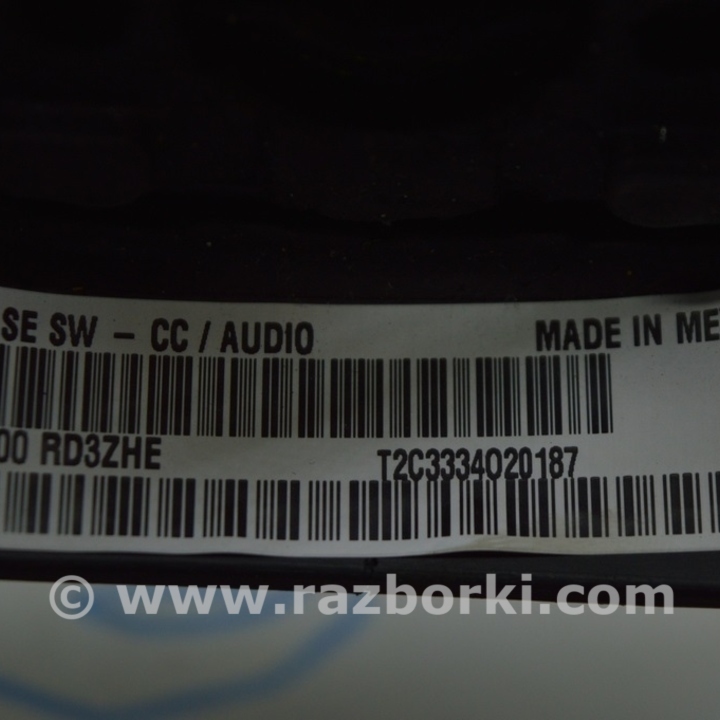 SE SW - CC / AUDIO MADE IN ME
00 RD3ZHE T2C3334020187
© www.razborki.com